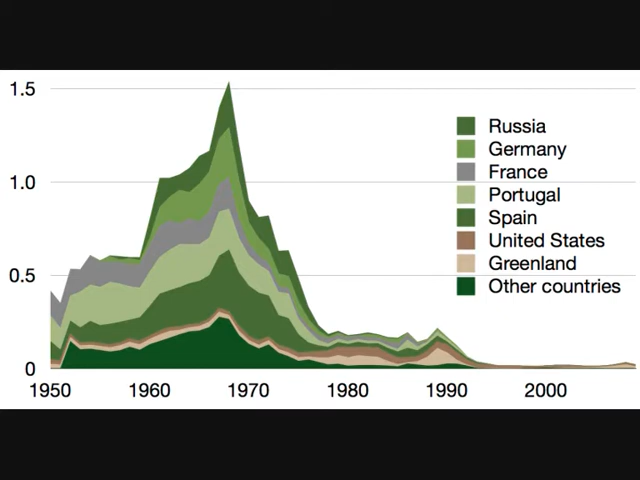 1.5
1.0
0.5
0
Russia
Germany
France
Portugal
Spain
United States
Greenland
Other countries
1950 1960 1970 1980 1990 2000